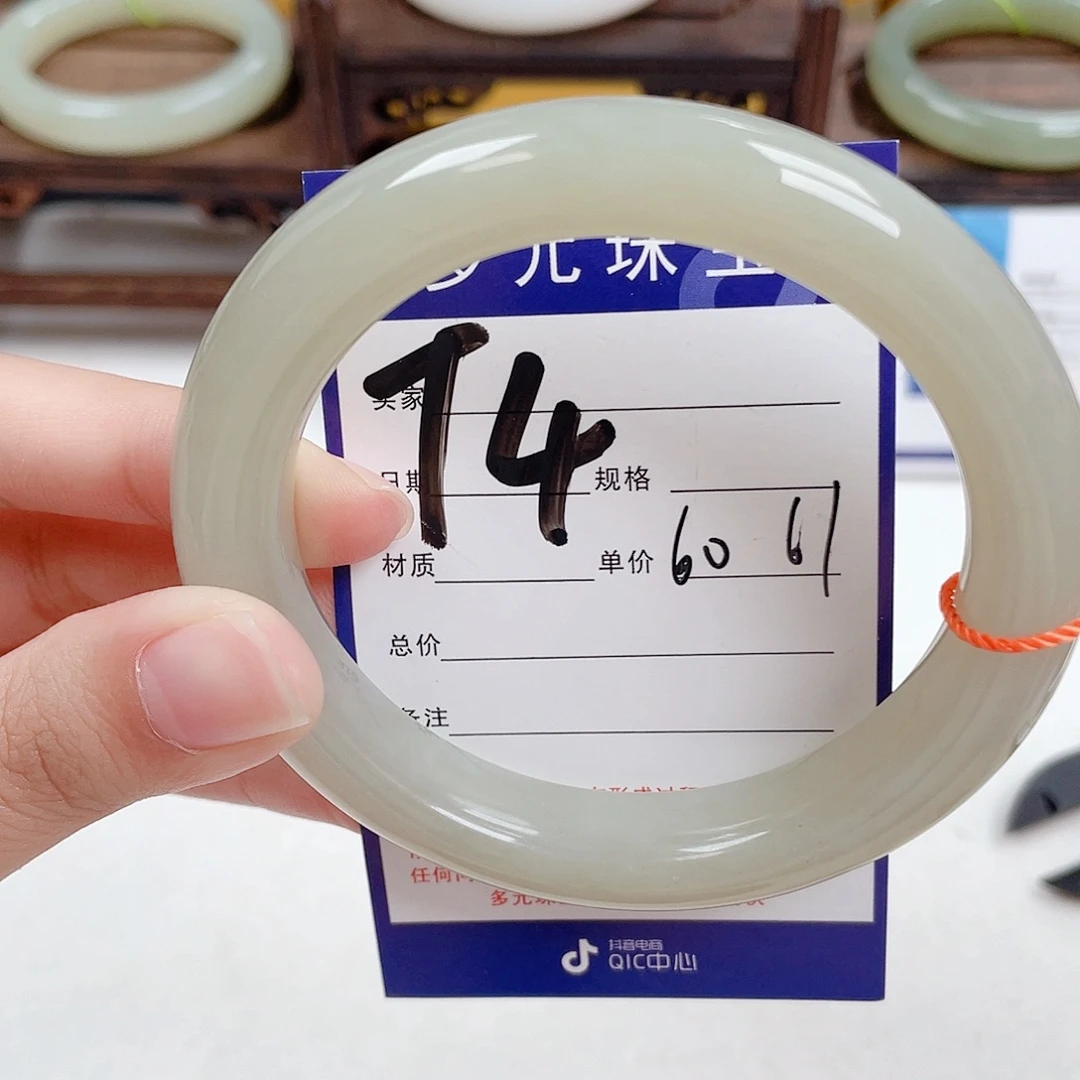 多元珠宝
T4
买家
日期 规格
材质 单价 60 61
总价
备注
任何
多元珠
抖音电商
QIC中心